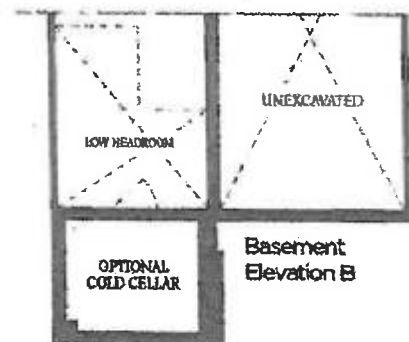 UNEXCAVATED
LOW HEADROOM
OPTIONAL
COLD CELLAR
Basement
Elevation B